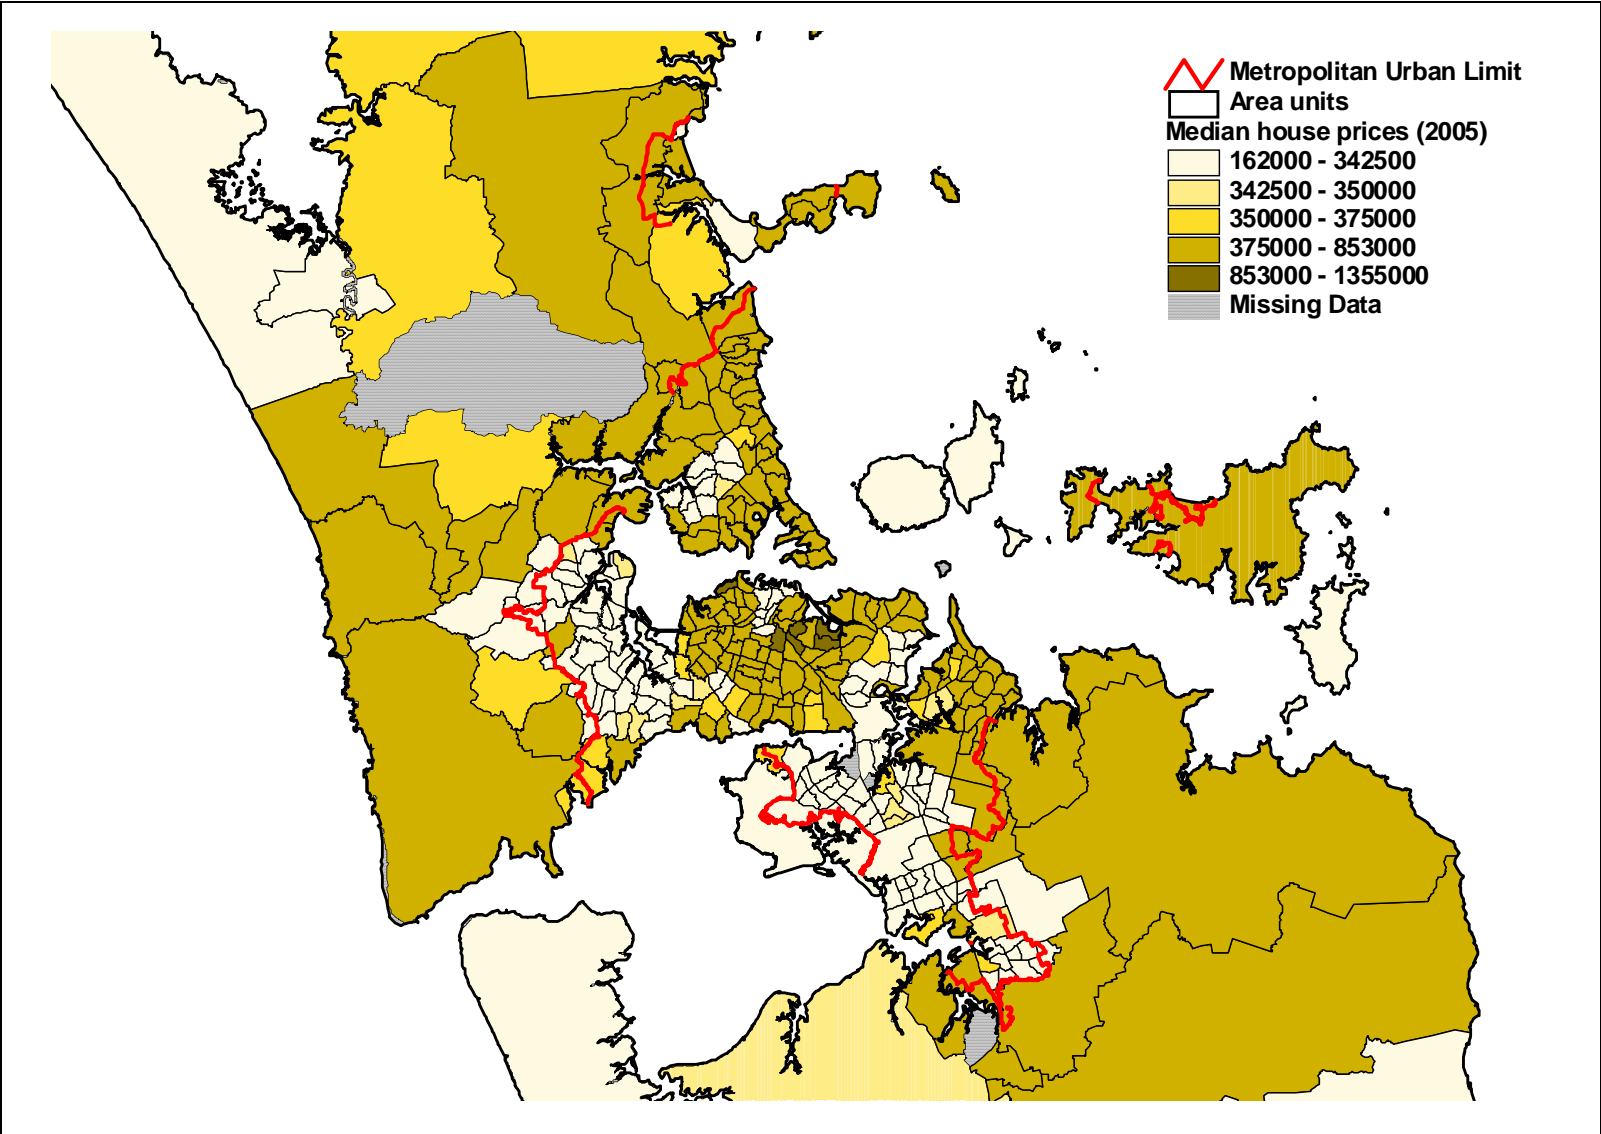 Metropolitan Urban Limit
Area units
Median house prices (2005)
162000 - 342500
342500 - 350000
350000 - 375000
375000 - 853000
853000 - 1355000
Missing Data